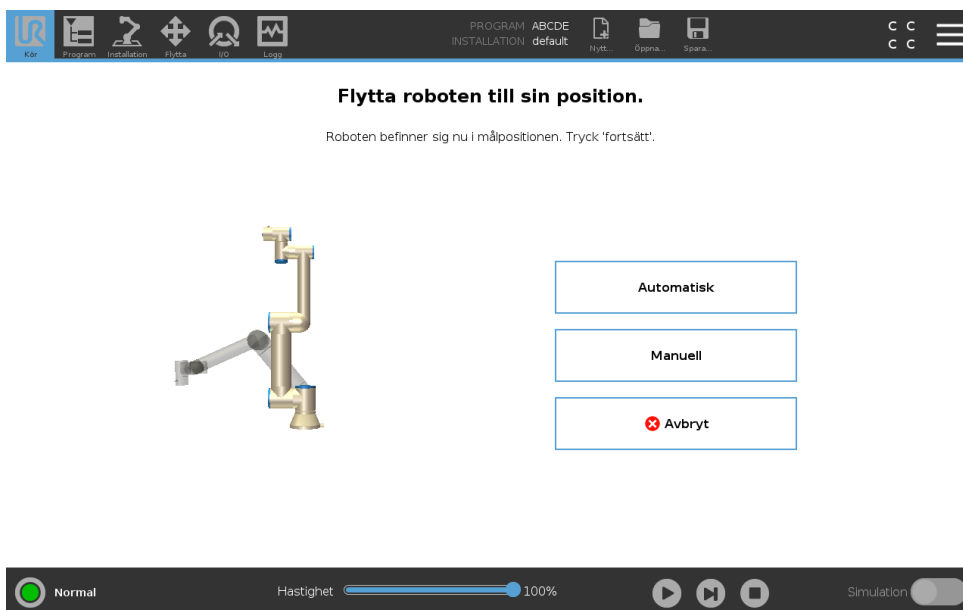 UR
Kör
Program
Installation
Flytta
I/O
Logg
PROGRAM ABCDE
INSTALLATION default
Nytt...
Öppna...
Spara...
C C
C C
Flytta roboten till sin position.
Roboten befinner sig nu i målpositionen. Tryck 'fortsätt'.
Automatisk
Manuell
Avbryt
Normal
Hastighet
100%
Simulation